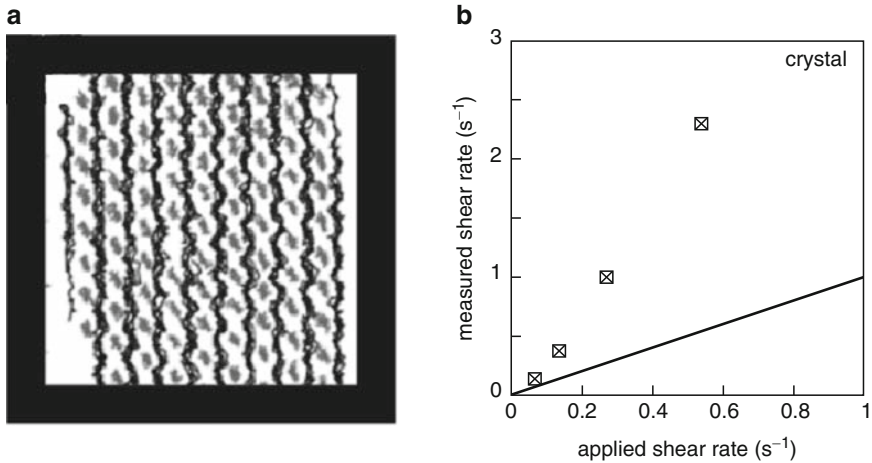 a
b
3
2
1
0
measured shear rate (s⁻¹)
crystal
0 0.2 0.4 0.6 0.8 1
applied shear rate (s⁻¹)